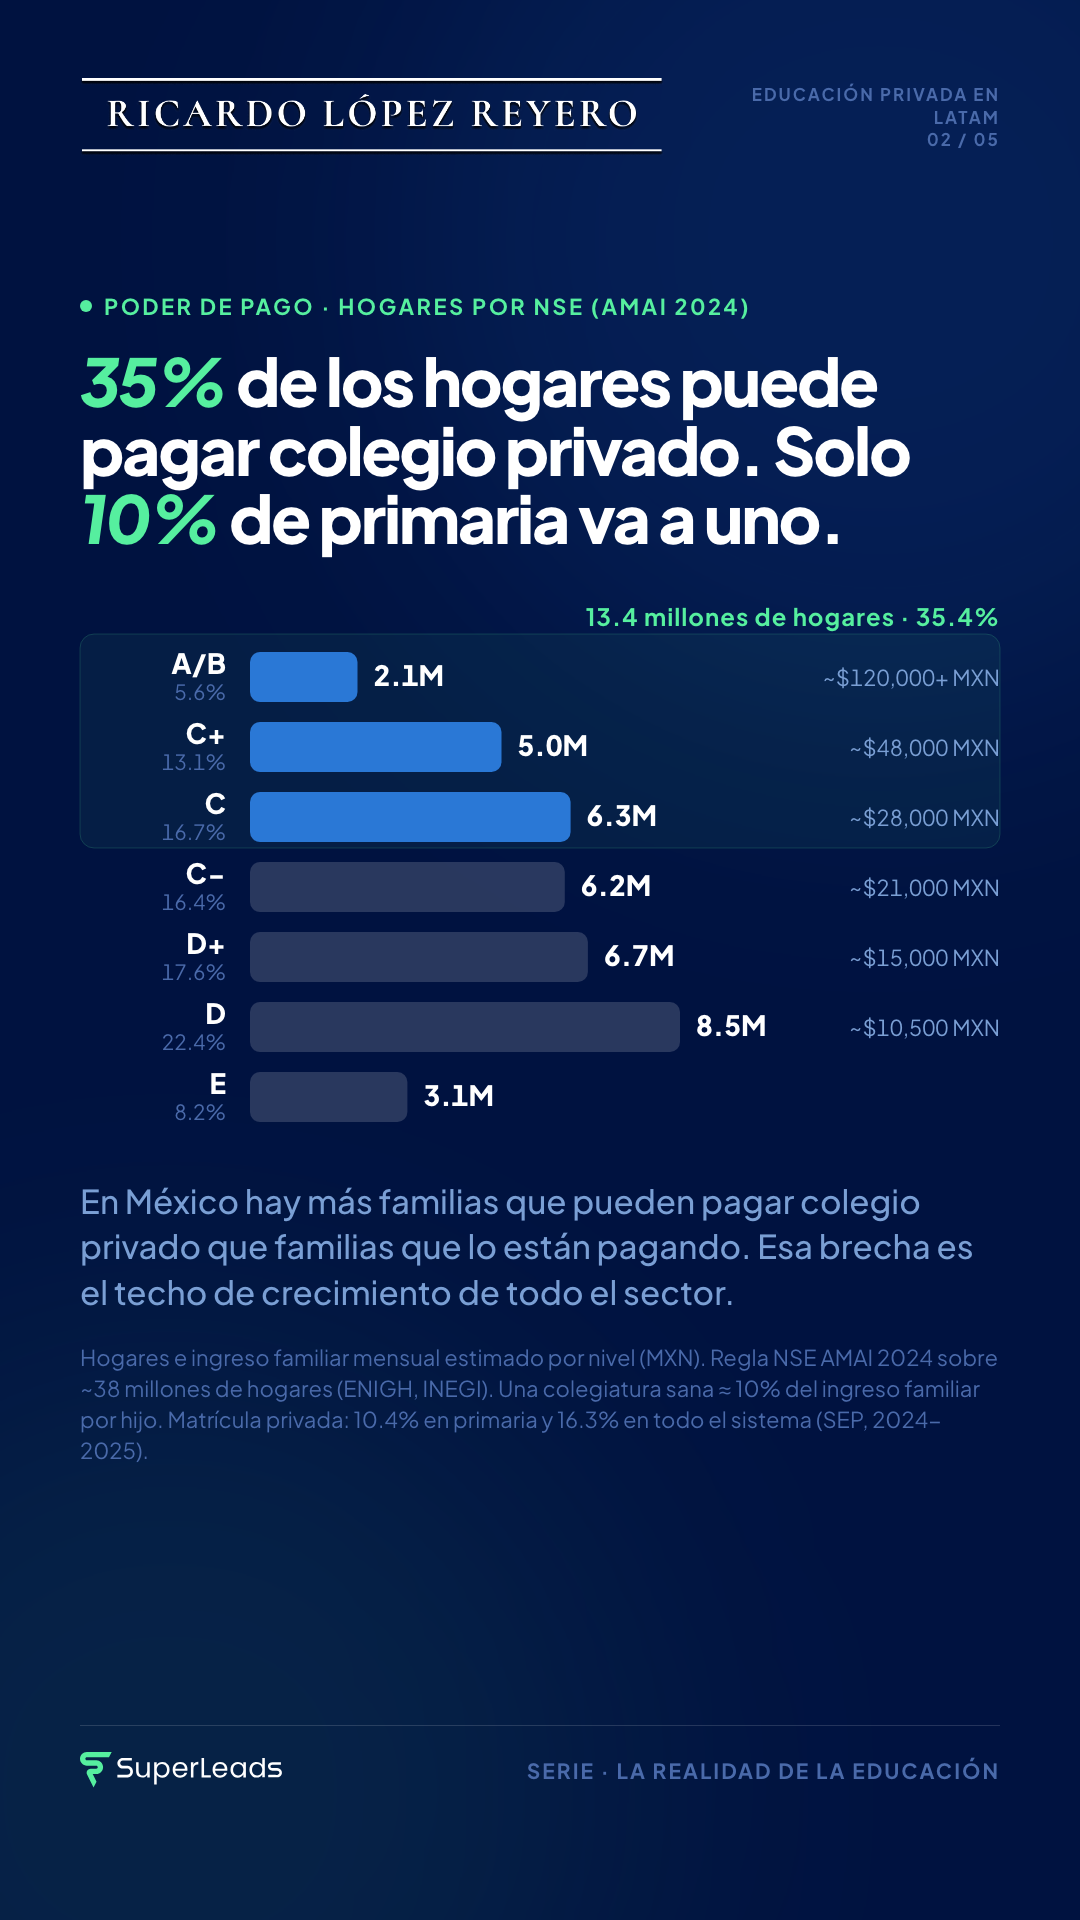 RICARDO LÓPEZ REYERO
EDUCACIÓN PRIVADA EN
LATAM
02 / 05
PODER DE PAGO · HOGARES POR NSE (AMAI 2024)
35% de los hogares puede
pagar colegio privado. Solo
10% de primaria va a uno.
13.4 millones de hogares · 35.4%
A/B 2.1M ~$120,000+ MXN
5.6%
C+ 5.0M ~$48,000 MXN
13.1%
C 6.3M ~$28,000 MXN
16.7%
C− 6.2M ~$21,000 MXN
16.4%
D+ 6.7M ~$15,000 MXN
17.6%
D 8.5M ~$10,500 MXN
22.4%
E 3.1M
8.2%
En México hay más familias que pueden pagar colegio
privado que familias que lo están pagando. Esa brecha es
el techo de crecimiento de todo el sector.
Hogares e ingreso familiar mensual estimado por nivel (MXN). Regla NSE AMAI 2024 sobre
~38 millones de hogares (ENIGH, INEGI). Una colegiatura sana ≈ 10% del ingreso familiar
por hijo. Matrícula privada: 10.4% en primaria y 16.3% en todo el sistema (SEP, 2024–
2025).
SuperLeads
SERIE · LA REALIDAD DE LA EDUCACIÓN